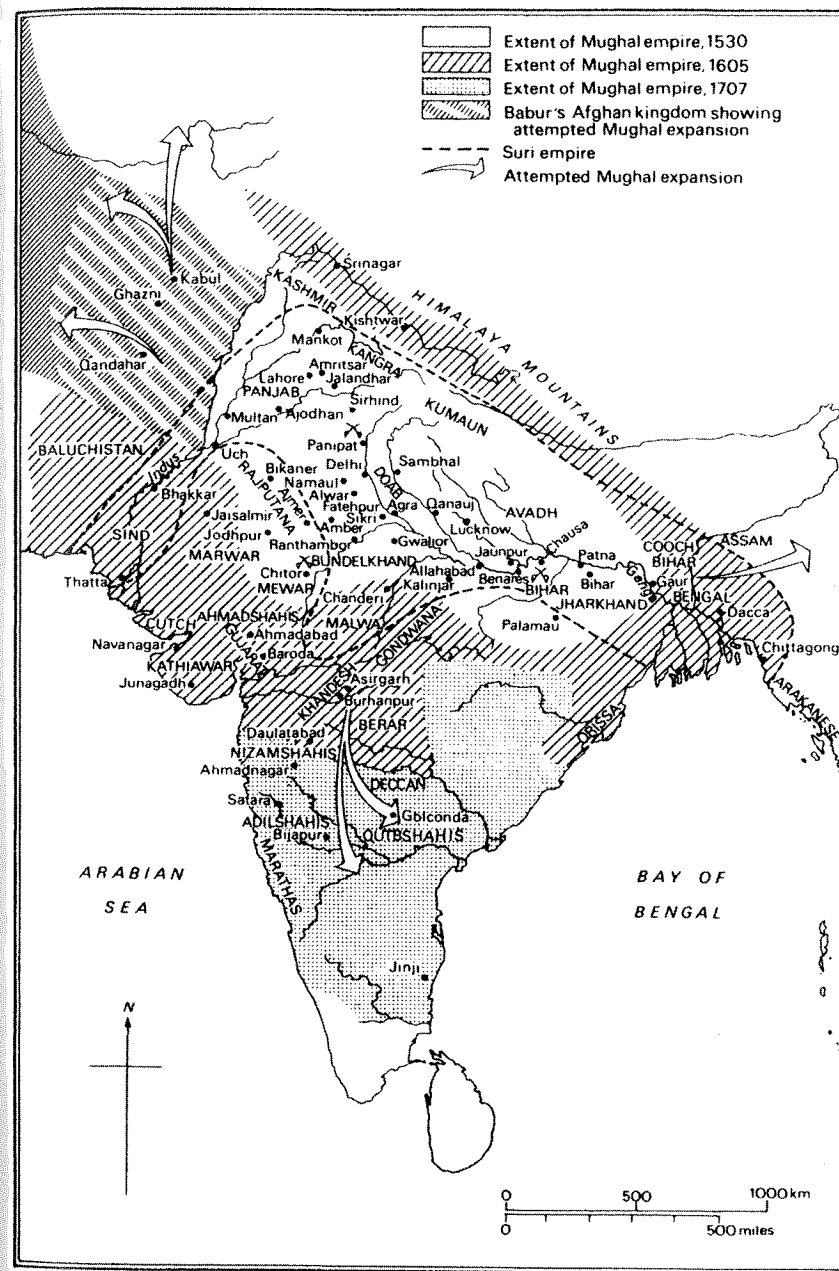 Extent of Mughal empire, 1530
Extent of Mughal empire, 1605
Extent of Mughal empire, 1707
Babur's Afghan kingdom showing
attempted Mughal expansion
Suri empire
Attempted Mughal expansion
Srinagar
KASHMIR
Kabul
Ghazni
Kishtwar
HIMALAYA MOUNTAINS
Mankot
KANGRA
Qandahar
Amritsar
Lahore
Jalandhar
PANJAB
Sirhind
Multan
Ajodhan
KUMAUN
BALUCHISTAN
Uch
Panipat
Indus
Bikaner
Delhi
Sambhal
RAJPUTANA
Namaul
DOAB
Bhakkar
Alwar
Ajmer
Fatehpur
Agra
Qanauj
AVADH
Jaisalmir
Sikri
SIND
Amber
Lucknow
Chausa
ASSAM
Jodhpur
Ranthambor
Gwalior
COOCH
BIHAR
MARWAR
BUNDELKHAND
Jaunpur
Patna
Thatta
Chitor
Allahabad
Gang
Gaur
MEWAR
Kalinjar
Benares
BIHAR
Bihar
BENGAL
Chanderi
JHARKHAND
CUTCH
AHMADSHAHIS
MALWA
Dacca
Navanagar
Ahmadabad
GONDWANA
Palamau
GUJARAT
Chittagong
KATHIAWAR
Baroda
Junagadh
KHANDESH
Asirgarh
ARAKANESE
Burhanpur
ORISSA
BERAR
Daulatabad
NIZAMSHAHIS
Ahmadnagar
DECCAN
Satara
Golconda
ADILSHAHIS
QUTBSHAHIS
Bijapur
MARATHAS
ARABIAN
SEA
BAY OF
BENGAL
Jinji
N
0 500 1000 km
0 500 miles